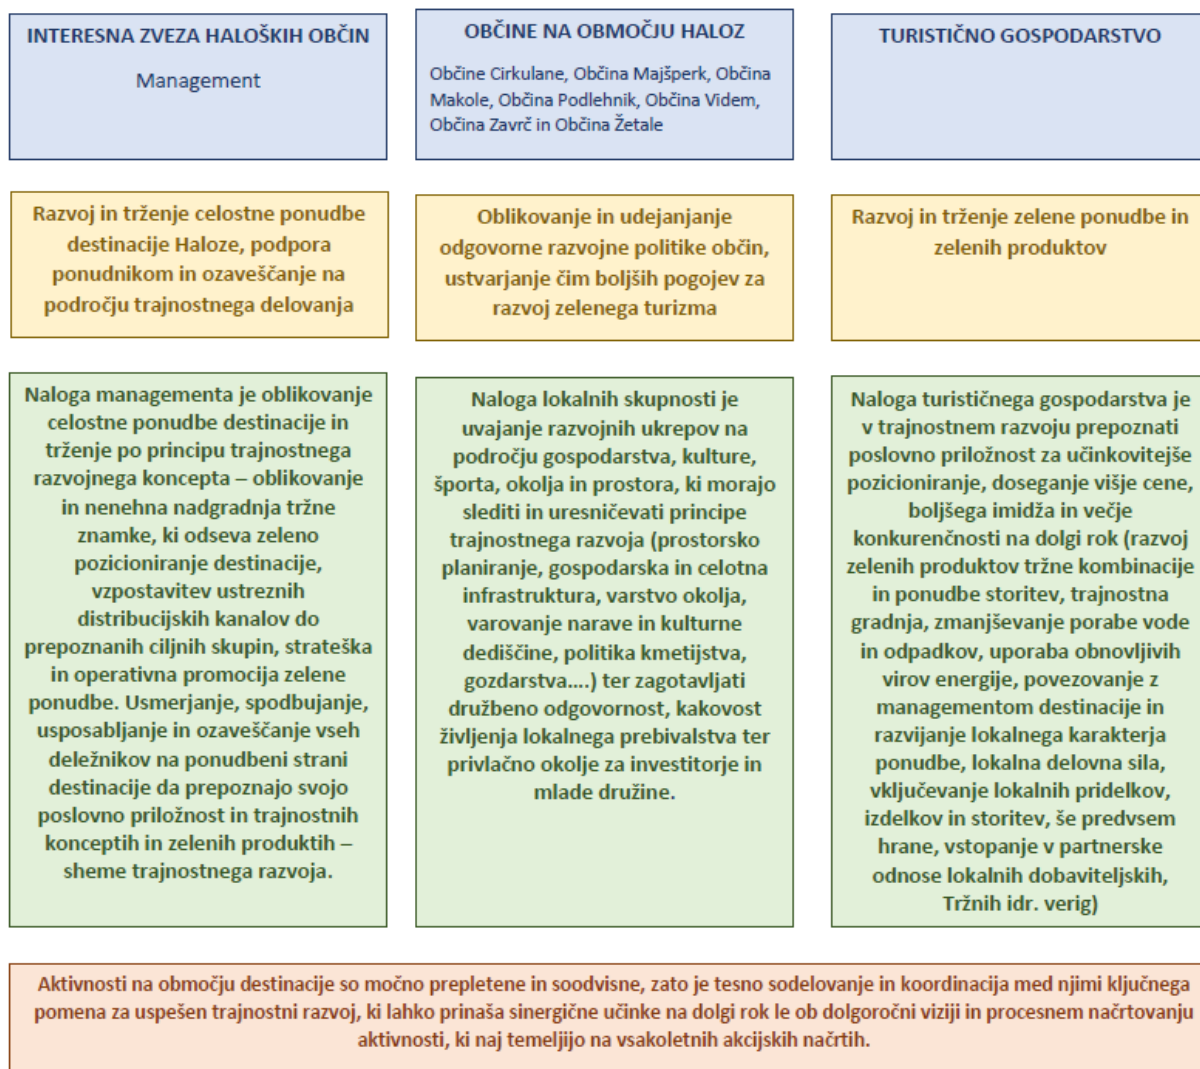 INTERESNA ZVEZA HALOŠKIH OBČIN
Management
OBČINE NA OBMOČJU HALOZ
Občine Cirkulane, Občina Majšperk, Občina
Makole, Občina Podlehnik, Občina Videm,
Občina Zavrč in Občina Žetale
TURISTIČNO GOSPODARSTVO
Razvoj in trženje celostne ponudbe
destinacije Haloze, podpora
ponudnikom in ozaveščanje na
področju trajnostnega delovanja
Oblikovanje in udejanjanje
odgovorne razvojne politike občin,
ustvarjanje čim boljših pogojev za
razvoj zelenega turizma
Razvoj in trženje zelene ponudbe in
zelenih produktov
Naloga managementa je oblikovanje
celostne ponudbe destinacije in
trženje po principu trajnostnega
razvojnega koncepta – oblikovanje
in nenehna nadgradnja tržne
znamke, ki odseva zeleno
pozicioniranje destinacije,
vzpostavitev ustreznih
distribucijskih kanalov do
prepoznanih ciljnih skupin, strateška
in operativna promocija zelene
ponudbe. Usmerjanje, spodbujanje,
usposabljanje in ozaveščanje vseh
deležnikov na ponudbeni strani
destinacije da prepoznajo svojo
poslovno priložnost in trajnostnih
konceptih in zelenih produktih –
sheme trajnostnega razvoja.
Naloga lokalnih skupnosti je
uvajanje razvojnih ukrepov na
področju gospodarstva, kulture,
športa, okolja in prostora, ki morajo
slediti in uresničevati principe
trajnostnega razvoja (prostorsko
planiranje, gospodarska in celotna
infrastruktura, varstvo okolja,
varovanje narave in kulturne
dediščine, politika kmetijstva,
gozdarstva....) ter zagotavljati
družbeno odgovornost, kakovost
življenja lokalnega prebivalstva ter
privlačno okolje za investitorje in
mlade družine.
Naloga turističnega gospodarstva je
v trajnostnem razvoju prepoznati
poslovno priložnost za učinkovitejše
pozicioniranje, doseganje višje cene,
boljšega imidža in večje
konkurenčnosti na dolgi rok (razvoj
zelenih produktov tržne kombinacije
in ponudbe storitev, trajnostna
gradnja, zmanjševanje porabe vode
in odpadkov, uporaba obnovljivih
virov energije, povezovanje z
managementom destinacije in
razvijanje lokalnega karakterja
ponudbe, lokalna delovna sila,
vključevanje lokalnih pridelkov,
izdelkov in storitev, še predvsem
hrane, vstopanje v partnerske
odnose lokalnih dobaviteljskih,
Tržnih idr. verig)
Aktivnosti na območju destinacije so močno prepletene in soodvisne, zato je tesno sodelovanje in koordinacija med njimi ključnega
pomena za uspešen trajnostni razvoj, ki lahko prinaša sinergične učinke na dolgi rok le ob dolgoročni viziji in procesnem načrtovanju
aktivnosti, ki naj temeljijo na vsakoletnih akcijskih načrtih.